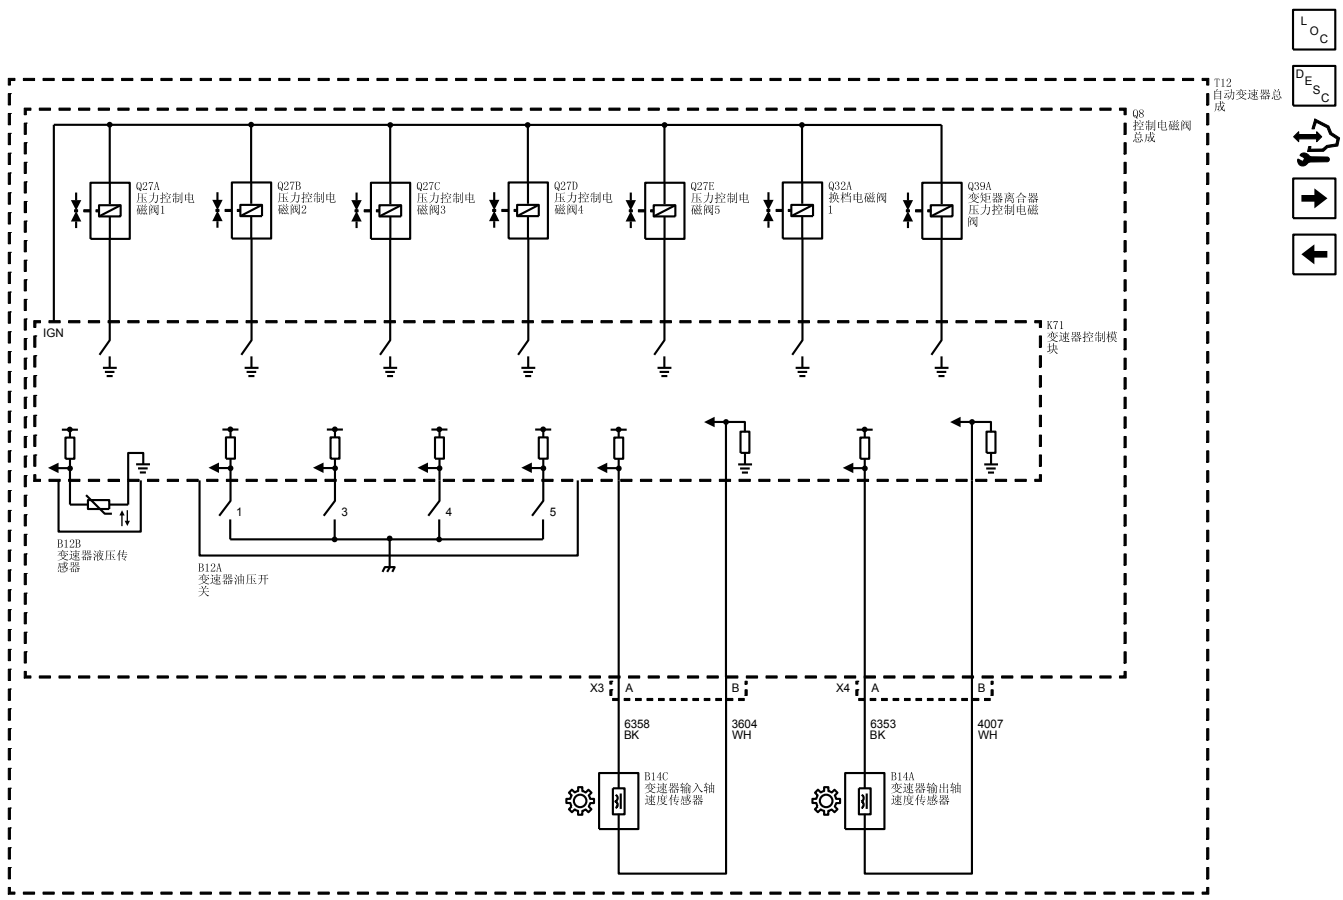 L
O
C
D
E
S
C
T12
自动变速器总
成
Q8
控制电磁阀
总成
Q27A
压力控制电
磁阀1
Q27B
压力控制电
磁阀2
Q27C
压力控制电
磁阀3
Q27D
压力控制电
磁阀4
Q27E
压力控制电
磁阀5
Q32A
换档电磁阀
1
Q39A
变矩器离合器
压力控制电磁
阀
IGN
K71
变速器控制模
块
1
3
4
5
B12B
变速器液压传
感器
B12A
变速器油压开
关
X3
A
B
X4
A
B
6358
BK
3604
WH
6353
BK
4007
WH
B14C
变速器输入轴
速度传感器
B14A
变速器输出轴
速度传感器